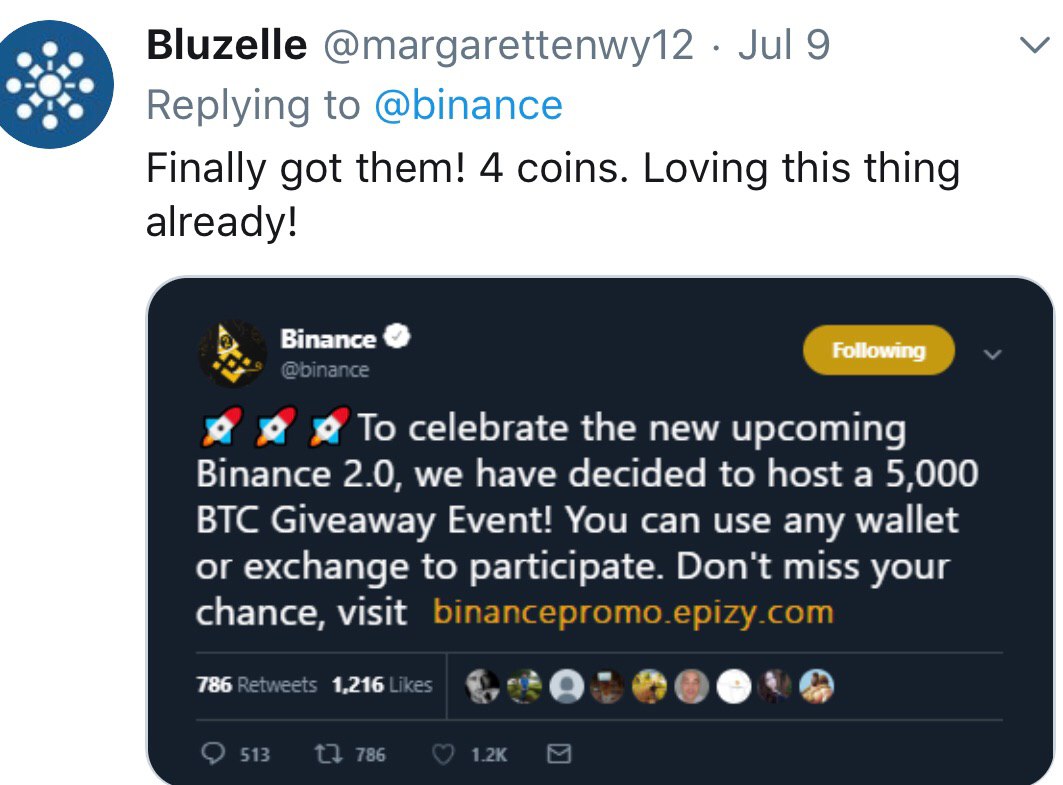 Bluzelle @margarettenwy12 · Jul 9
Replying to @binance
Finally got them! 4 coins. Loving this thing
already!
Binance
@binance
Following
🚀 🚀 🚀 To celebrate the new upcoming
Binance 2.0, we have decided to host a 5,000
BTC Giveaway Event! You can use any wallet
or exchange to participate. Don't miss your
chance, visit binancepromo.epizy.com
786 Retweets 1,216 Likes
513 786 1.2K